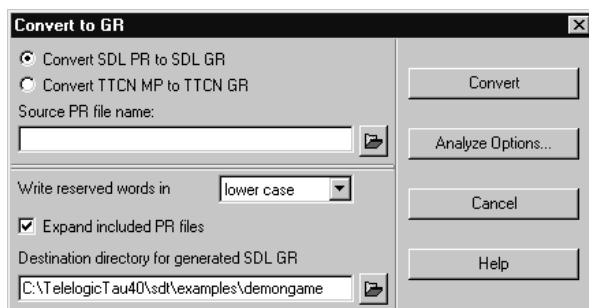 Convert to GR
Convert SDL PR to SDL GR
Convert TTCN MP to TTCN GR
Source PR file name:
Write reserved words in lower case
Expand included PR files
Destination directory for generated SDL GR
C:\TelelogicTau40\sdt\examples\demongame
Convert
Analyze Options...
Cancel
Help